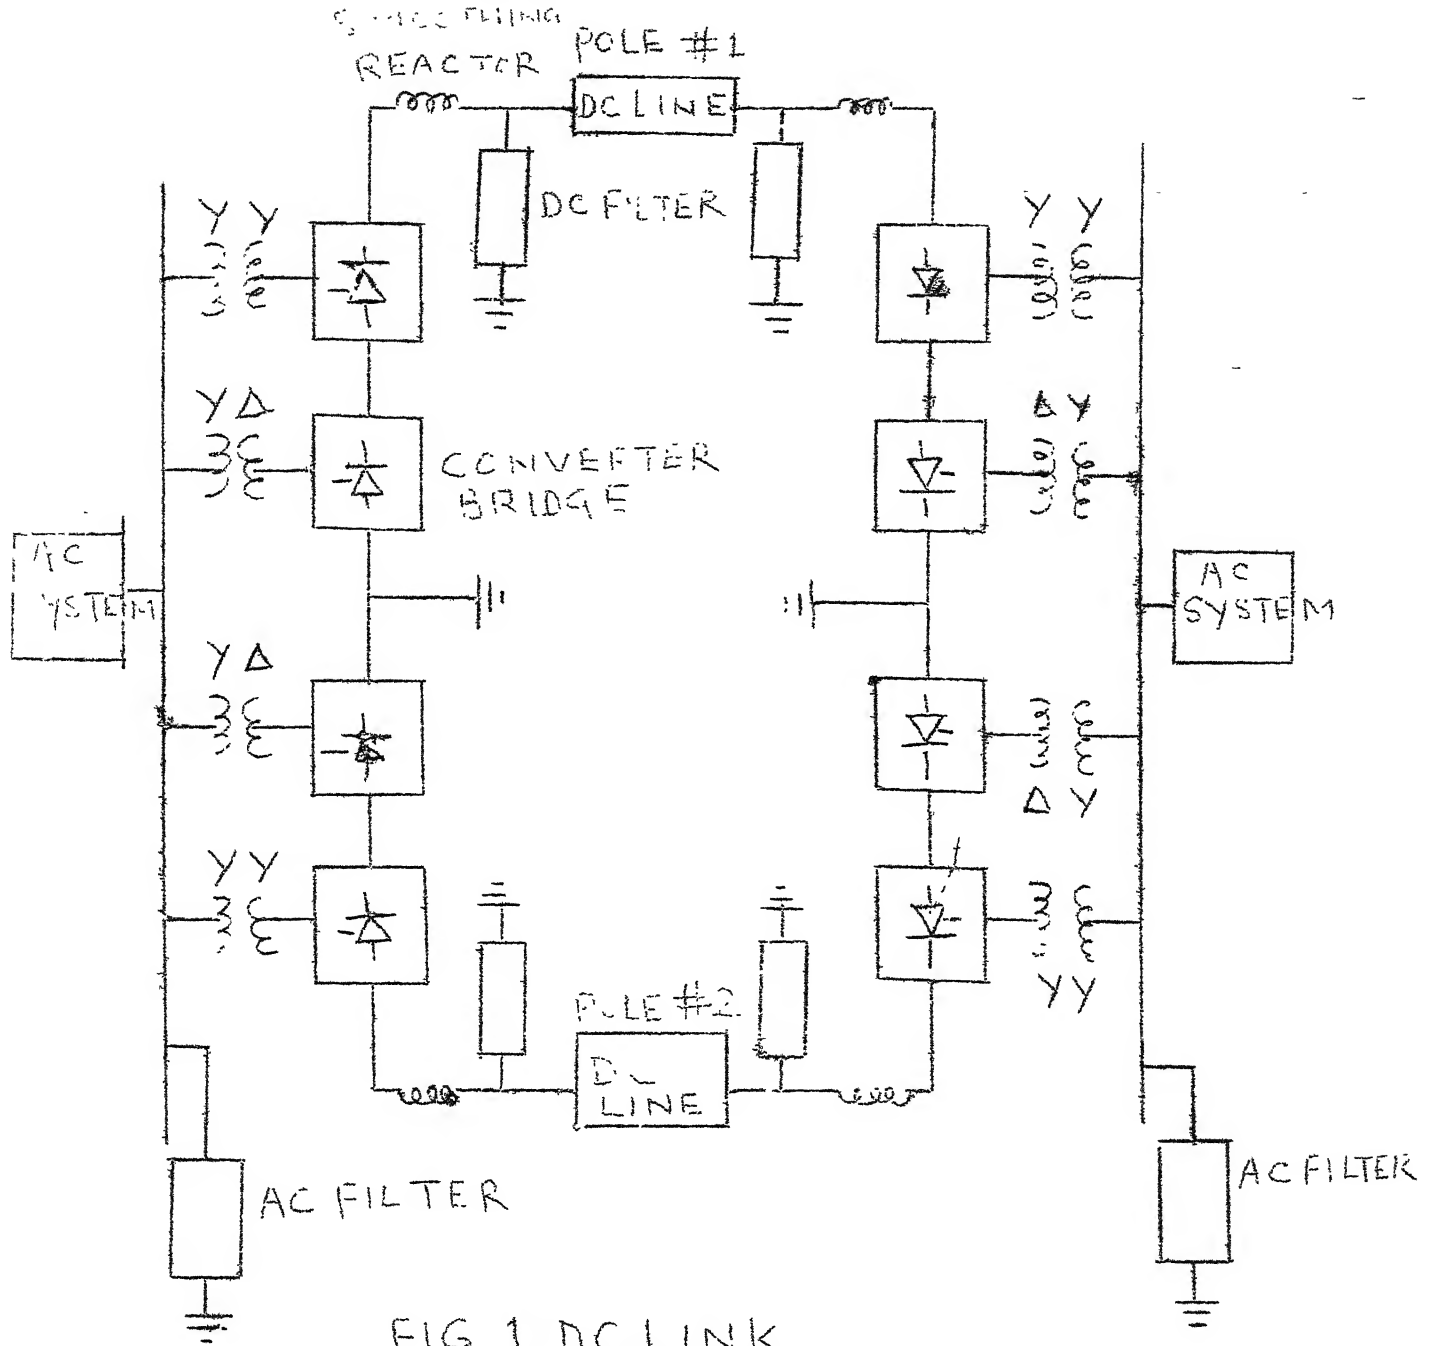 REACTOR
POLE #1
DC LINE
DC FILTER
Y Y
Y Y
Y Δ
Δ Y
CONVERTER
BRIDGE
AC
SYSTEM
AC
SYSTEM
Y Δ
Δ Y
Y Y
Y Y
POLE #2
DC
LINE
AC FILTER
AC FILTER
FIG 1 DC LINK